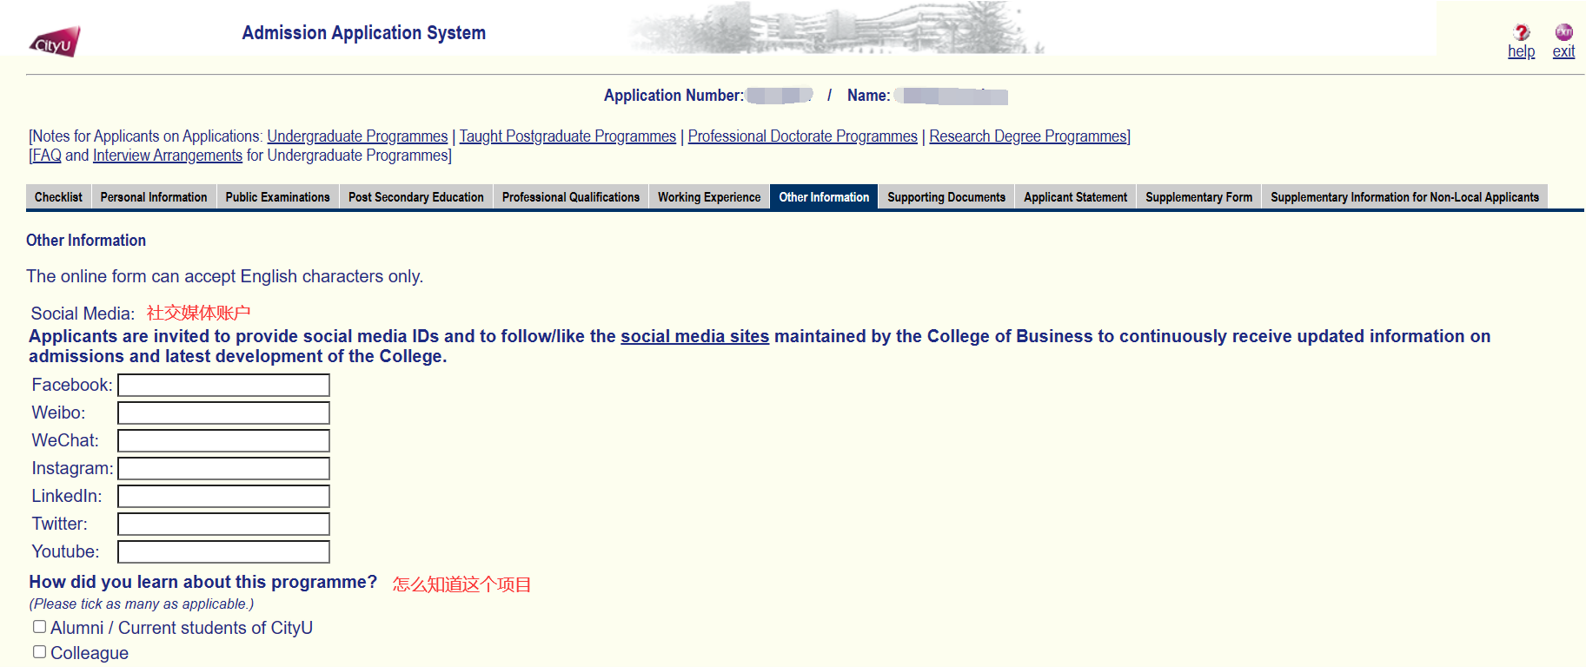 CityU
Admission Application System
help exit
Application Number: / Name:
[Notes for Applicants on Applications: Undergraduate Programmes | Taught Postgraduate Programmes | Professional Doctorate Programmes | Research Degree Programmes]
[FAQ and Interview Arrangements for Undergraduate Programmes]
Checklist Personal Information Public Examinations Post Secondary Education Professional Qualifications Working Experience Other Information Supporting Documents Applicant Statement Supplementary Form Supplementary Information for Non-Local Applicants
Other Information
The online form can accept English characters only.
Social Media: 社交媒体账户
Applicants are invited to provide social media IDs and to follow/like the social media sites maintained by the College of Business to continuously receive updated information on
admissions and latest development of the College.
Facebook:
Weibo:
WeChat:
Instagram:
LinkedIn:
Twitter:
Youtube:
How did you learn about this programme? 怎么知道这个项目
(Please tick as many as applicable.)
Alumni / Current students of CityU
Colleague